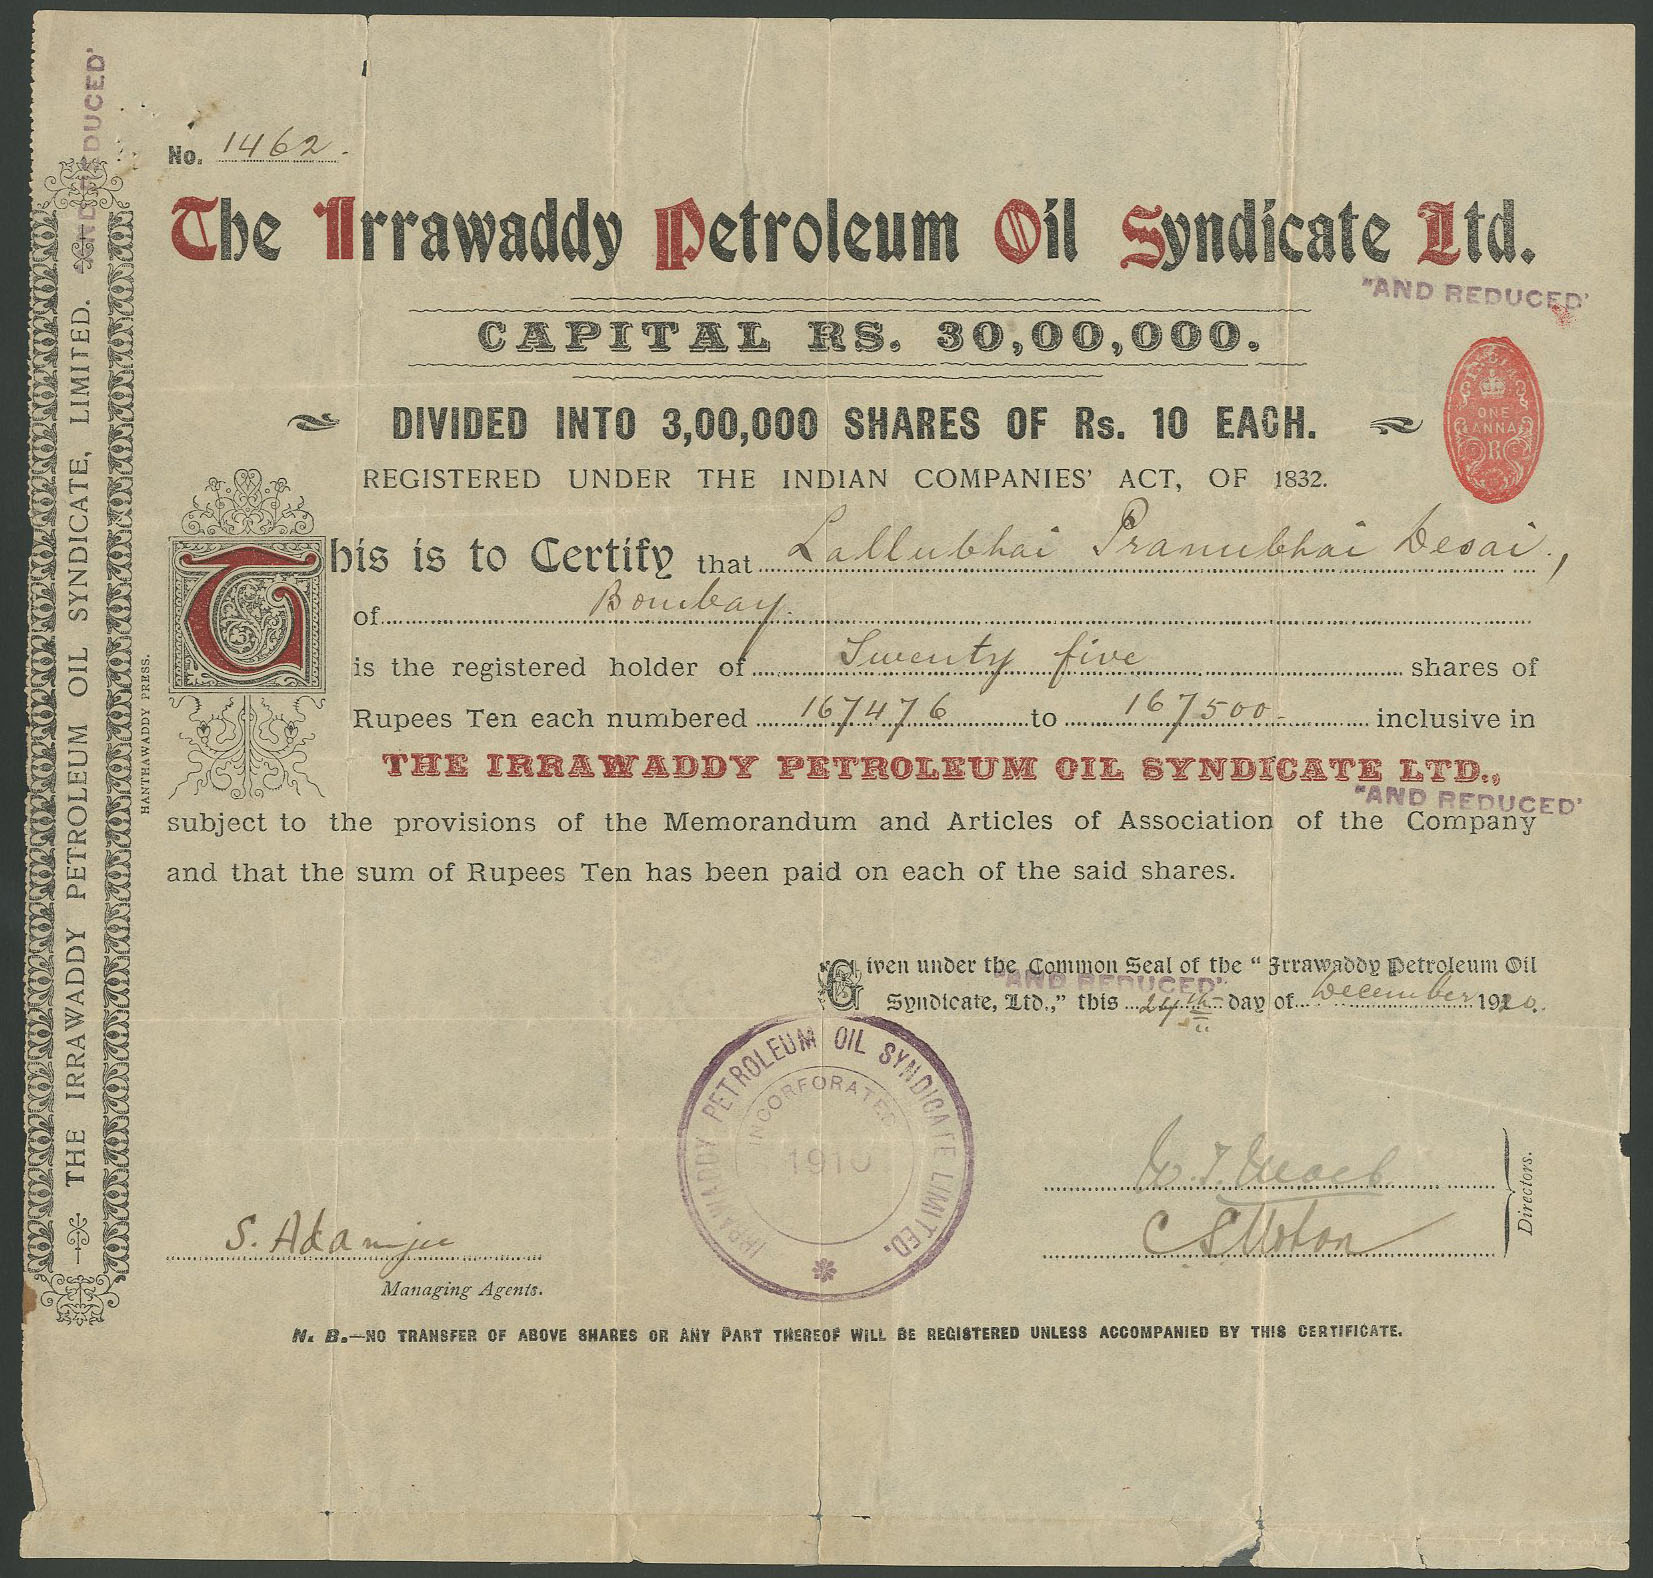 No. 1462.
The Irrawaddy Petroleum Oil Syndicate Ltd.
"AND REDUCED"
CAPITAL RS. 30,00,000.
DIVIDED INTO 3,00,000 SHARES OF Rs. 10 EACH.
ONE
ANNA
REGISTERED UNDER THE INDIAN COMPANIES' ACT, OF 1832.
This is to Certify that Lallubhai Pranubhai Desai.,
of Bombay.
is the registered holder of Twenty five shares of
Rupees Ten each numbered 167476 to 167500 inclusive in
THE IRRAWADDY PETROLEUM OIL SYNDICATE LTD.,
"AND REDUCED"
subject to the provisions of the Memorandum and Articles of Association of the Company
and that the sum of Rupees Ten has been paid on each of the said shares.
Given under the Common Seal of the "Irrawaddy Petroleum Oil
"AND REDUCED"
Syndicate, Ltd.," this 24th day of December 1910.
IRRAWADDY PETROLEUM OIL SYNDICATE LIMITED.
INCORPORATED
1910
S. Adamjee
Managing Agents.
Directors.
N. B.—NO TRANSFER OF ABOVE SHARES OR ANY PART THEREOF WILL BE REGISTERED UNLESS ACCOMPANIED BY THIS CERTIFICATE.
THE IRRAWADDY PETROLEUM OIL SYNDICATE, LIMITED.
"AND REDUCED"
HANTHAWADDY PRESS.